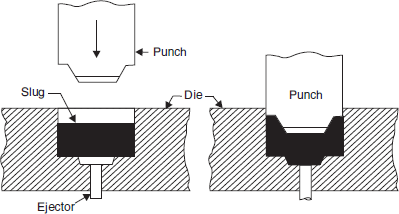 Punch
Slug
Die
Punch
Ejector